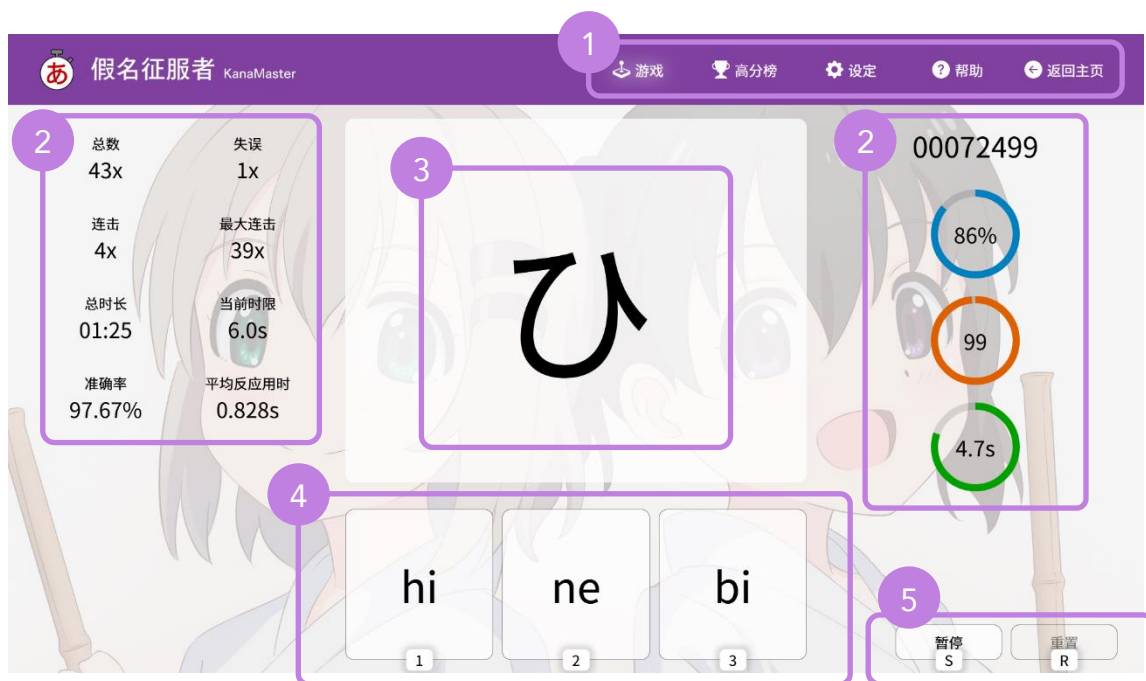 1
假名征服者 KanaMaster
游戏 高分榜 设定 ? 帮助 返回主页
あ
2
总数 失误
43x 1x
连击 最大连击
4x 39x
总时长 当前时限
01:25 6.0s
准确率 平均反应用时
97.67% 0.828s
3
ひ
2
00072499
86%
99
4.7s
4
hi ne bi
1 2 3
5
暂停 重置
S R